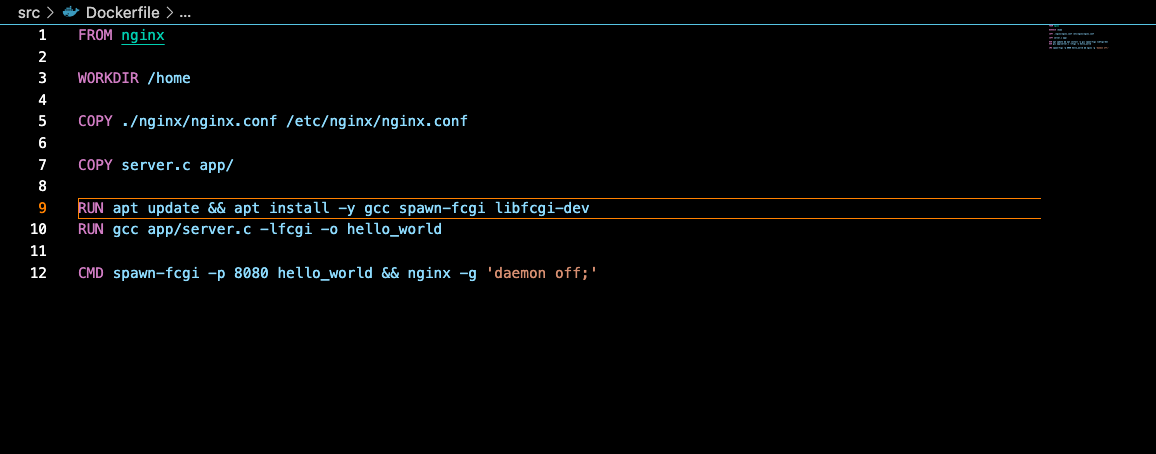 src > Dockerfile > ...
1 FROM nginx
2
3 WORKDIR /home
4
5 COPY ./nginx/nginx.conf /etc/nginx/nginx.conf
6
7 COPY server.c app/
8
9 RUN apt update && apt install -y gcc spawn-fcgi libfcgi-dev
10 RUN gcc app/server.c -lfcgi -o hello_world
11
12 CMD spawn-fcgi -p 8080 hello_world && nginx -g 'daemon off;'